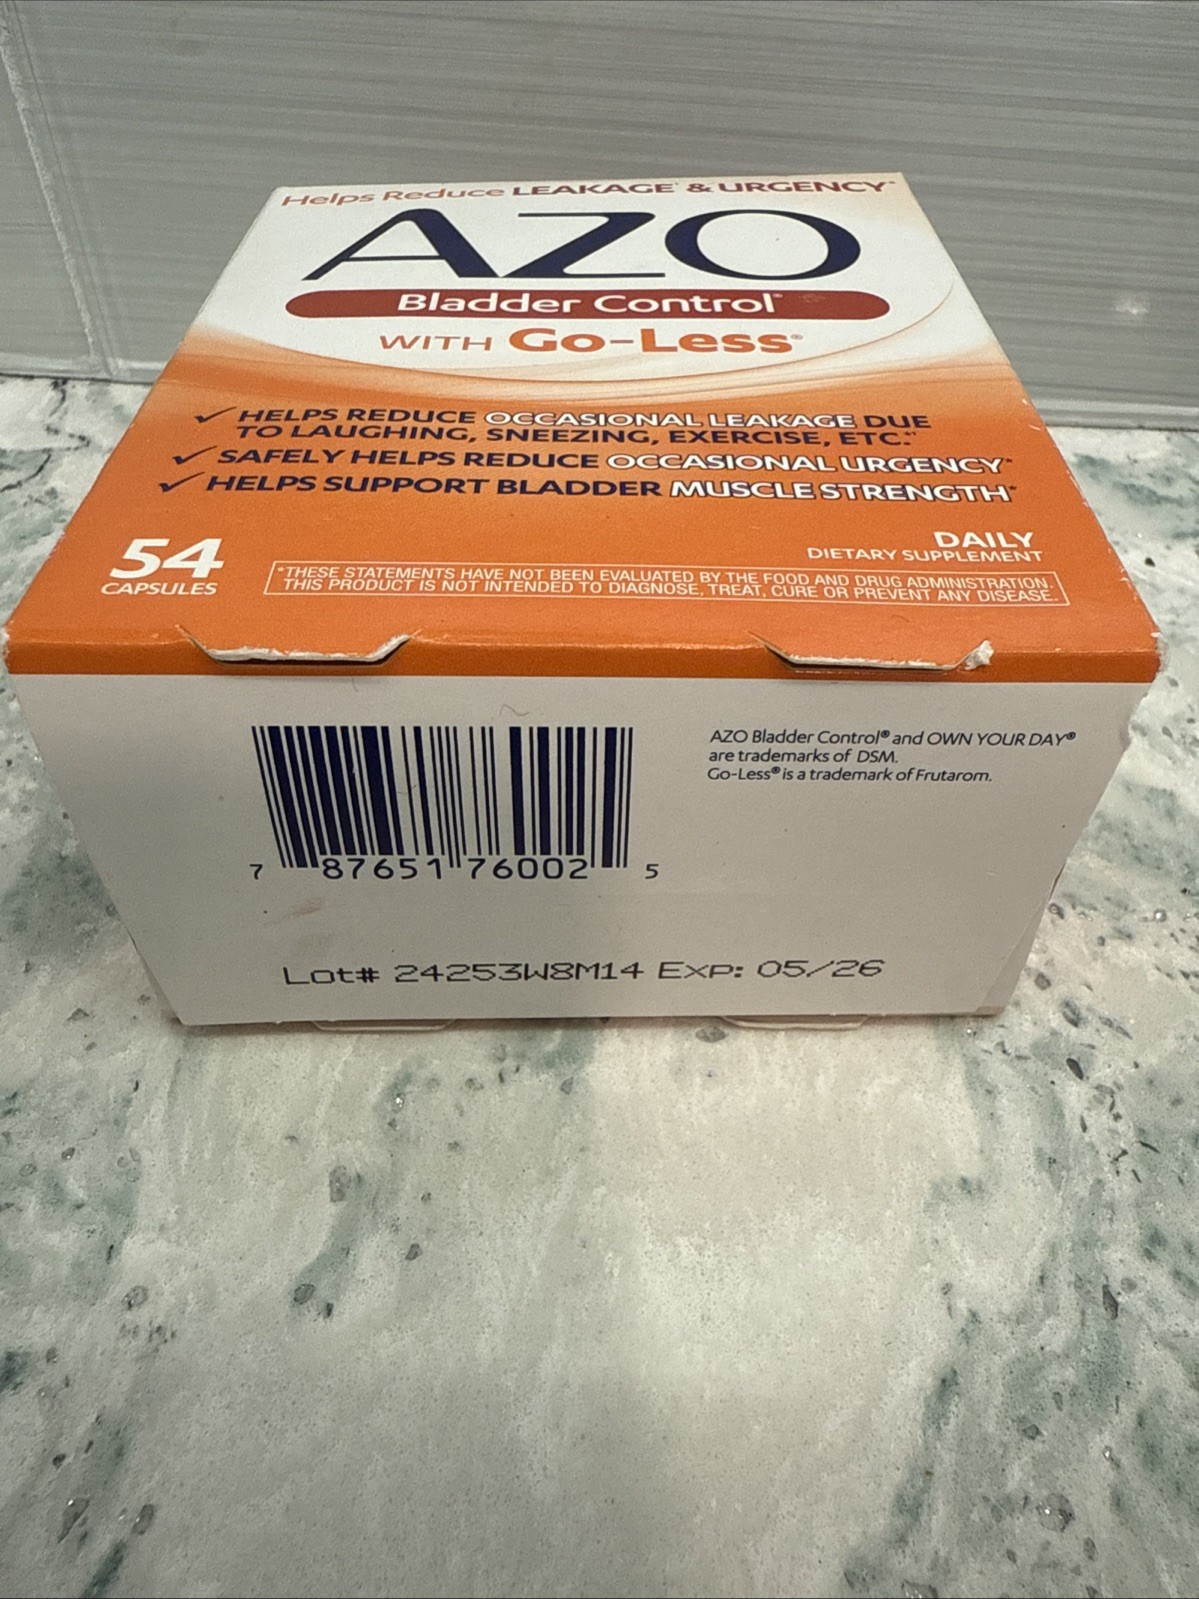 Helps Reduce LEAKAGE† & URGENCY*
AZO
Bladder Control®
WITH Go-Less®
✓ HELPS REDUCE OCCASIONAL LEAKAGE DUE
TO LAUGHING, SNEEZING, EXERCISE, ETC.*†
✓ SAFELY HELPS REDUCE OCCASIONAL URGENCY*
✓ HELPS SUPPORT BLADDER MUSCLE STRENGTH*
54
CAPSULES
DAILY
DIETARY SUPPLEMENT
*THESE STATEMENTS HAVE NOT BEEN EVALUATED BY THE FOOD AND DRUG ADMINISTRATION.
THIS PRODUCT IS NOT INTENDED TO DIAGNOSE, TREAT, CURE OR PREVENT ANY DISEASE.
AZO Bladder Control® and OWN YOUR DAY®
are trademarks of DSM.
Go-Less® is a trademark of Frutarom.
7 87651 76002 5
Lot# 24253W8M14 Exp: 05/26